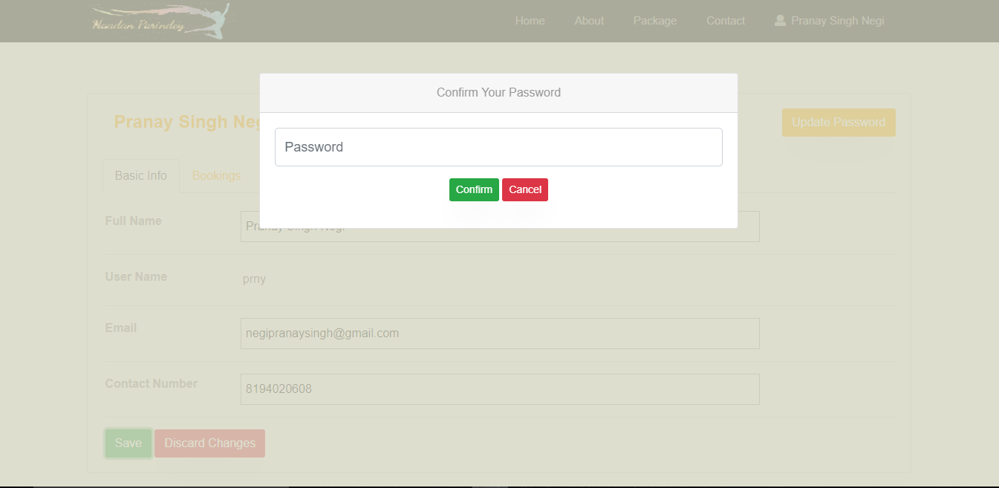 Naadan Parindey
Home About Package Contact Pranay Singh Negi
Confirm Your Password
Password
Confirm Cancel
Pranay Singh Neg
Update Password
Basic Info Bookings
Full Name Pranay Singh Negi
User Name prny
Email negipranaysingh@gmail.com
Contact Number 8194020608
Save Discard Changes